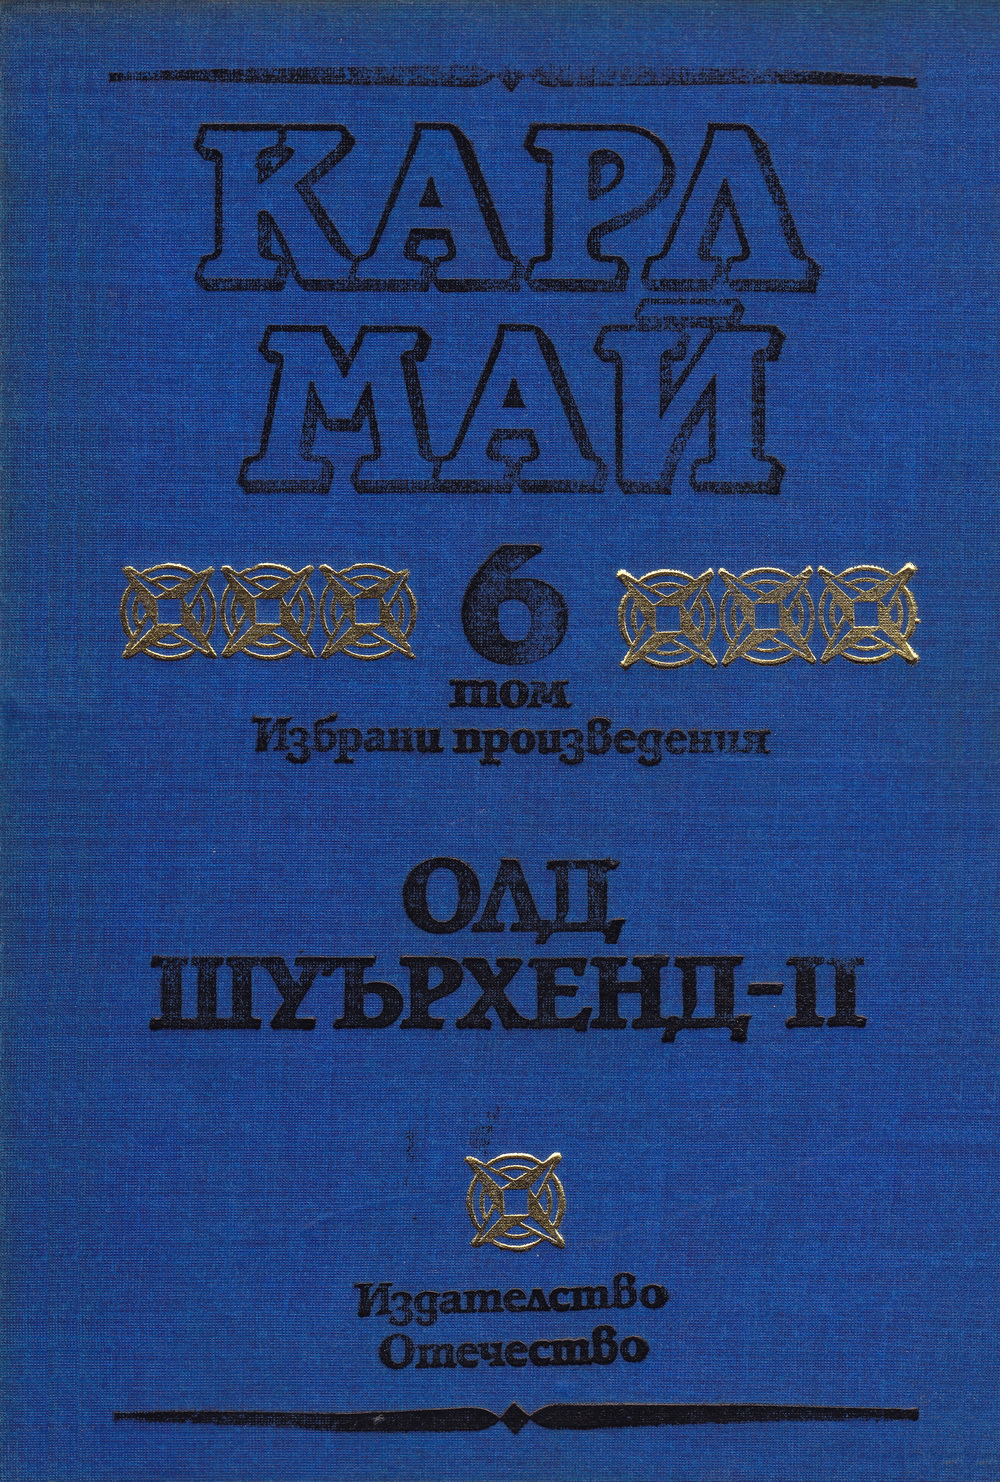 КАРЛ
МАЙ
6
том
Избрани произведения
ОЛД
ШУЪРХЕНД-II
Издателство
Отечество